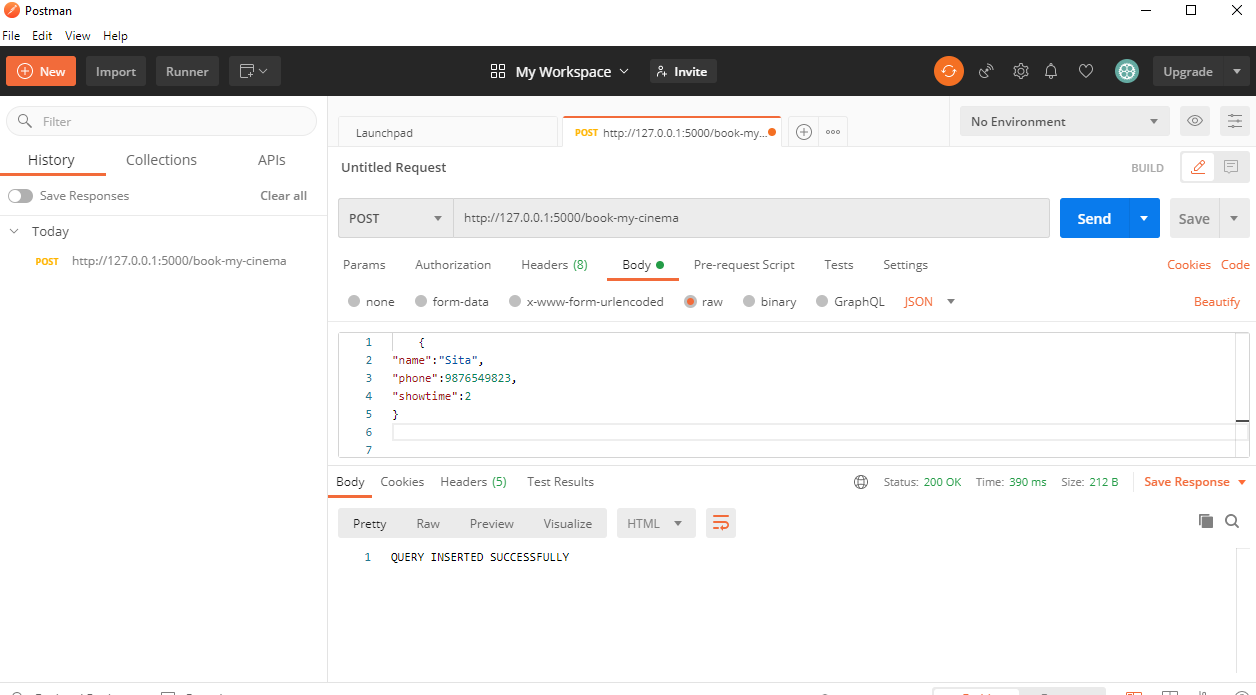 Postman
File Edit View Help
New Import Runner My Workspace Invite Upgrade
Filter
History Collections APIs
Save Responses Clear all
Today
POST http://127.0.0.1:5000/book-my-cinema
Launchpad POST http://127.0.0.1:5000/book-my... No Environment
Untitled Request BUILD
POST http://127.0.0.1:5000/book-my-cinema Send Save
Params Authorization Headers (8) Body Pre-request Script Tests Settings Cookies Code
none form-data x-www-form-urlencoded raw binary GraphQL JSON Beautify
1 {
2 "name":"Sita",
3 "phone":9876549823,
4 "showtime":2
5 }
6
7
Body Cookies Headers (5) Test Results Status: 200 OK Time: 390 ms Size: 212 B Save Response
Pretty Raw Preview Visualize HTML
1 QUERY INSERTED SUCCESSFULLY